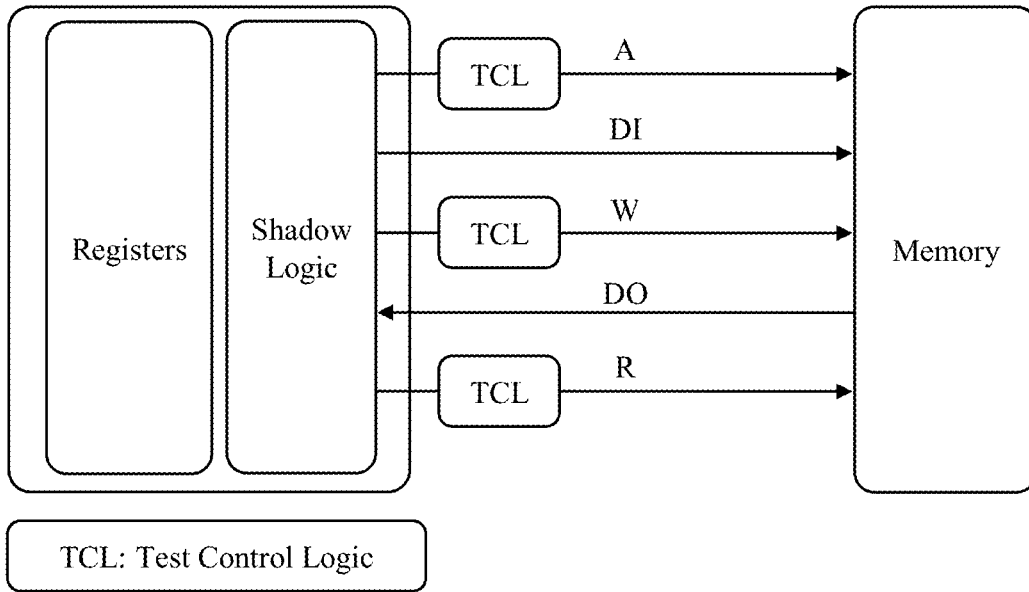 TCL
A
DI
Registers
Shadow
Logic
TCL
W
Memory
DO
TCL
R
TCL: Test Control Logic